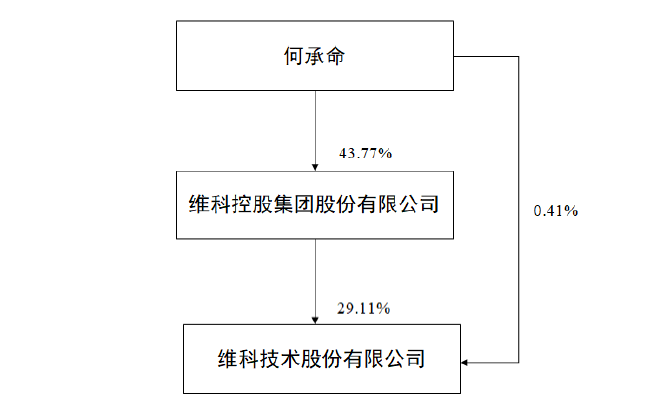 何承命
43.77%
维科控股集团股份有限公司
0.41%
29.11%
维科技术股份有限公司